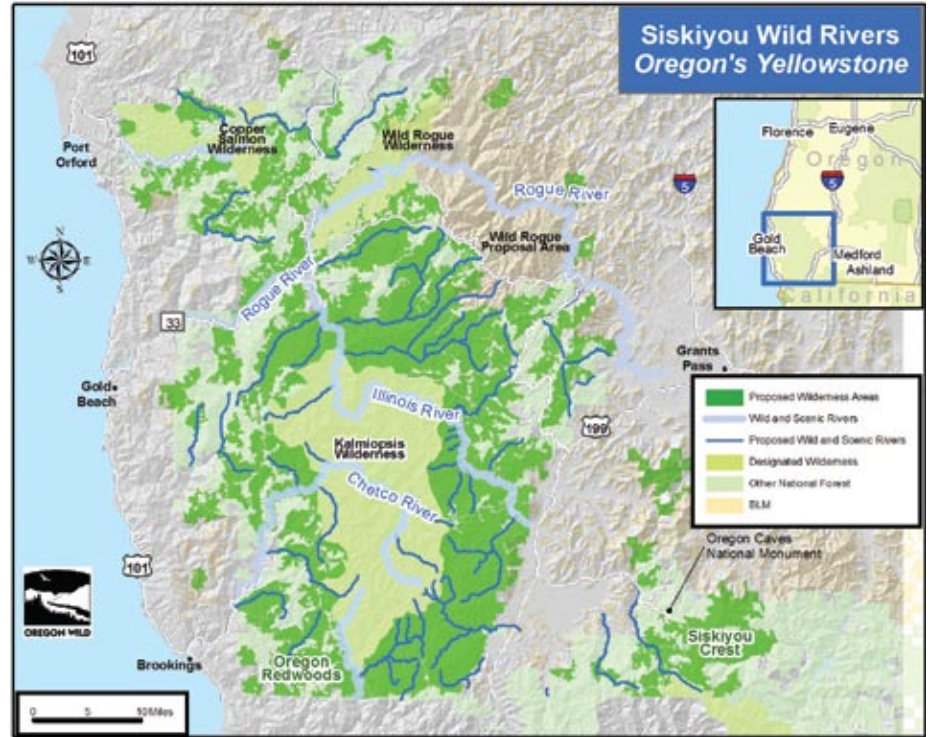 Siskiyou Wild Rivers
Oregon's Yellowstone
101
Copper
Salmon
Wilderness
Wild Rogue
Wilderness
Port
Orford
Rogue River
5
Wild Rogue
Proposal Area
N
W
E
S
Rogue River
33
Gold
Beach
Illinois River
Kalmiopsis
Wilderness
Chetco River
199
Grants
Pass
Florence
Eugene
Oregon
5
Gold
Beach
Medford
Ashland
California
Proposed Wilderness Areas
Wild and Scenic Rivers
Proposed Wild and Scenic Rivers
Designated Wilderness
Other National Forest
BLM
Oregon Caves
National Monument
101
OREGON WILD
Siskiyou
Crest
Oregon
Redwoods
Brookings
0 5 10 Miles